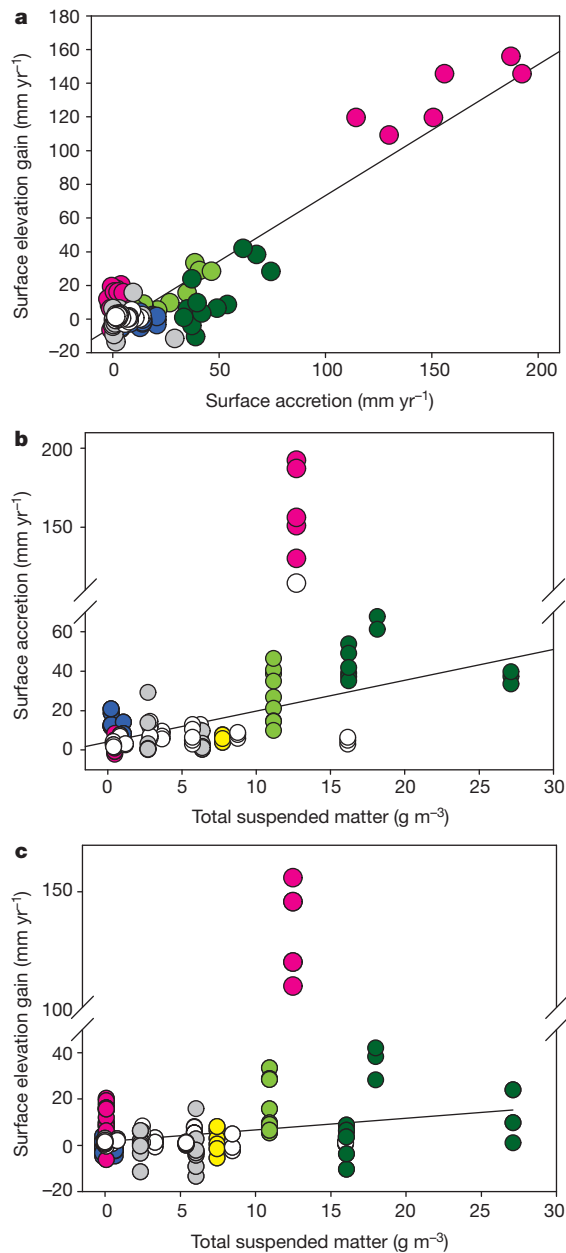 a
180
160
140
120
100
80
60
40
20
0
−20
Surface elevation gain (mm yr⁻¹)
0 50 100 150 200
Surface accretion (mm yr⁻¹)
b
200
150
60
40
20
0
Surface accretion (mm yr⁻¹)
0 5 10 15 20 25 30
Total suspended matter (g m⁻³)
c
150
100
40
20
0
−20
Surface elevation gain (mm yr⁻¹)
0 5 10 15 20 25 30
Total suspended matter (g m⁻³)